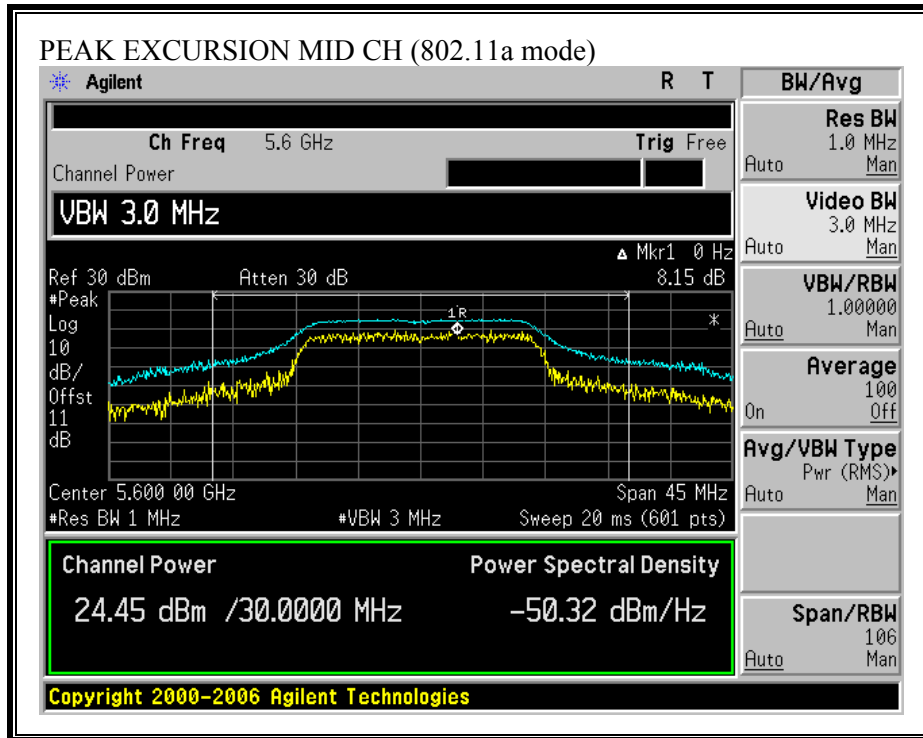 PEAK EXCURSION MID CH (802.11a mode)
Agilent R T
Ch Freq 5.6 GHz Trig Free
Channel Power
VBW 3.0 MHz
Δ Mkr1 0 Hz
Ref 30 dBm Atten 30 dB 8.15 dB
#Peak
Log
10
dB/
Offst
11
dB
1R
*
Center 5.600 00 GHz Span 45 MHz
#Res BW 1 MHz #VBW 3 MHz Sweep 20 ms (601 pts)
Channel Power Power Spectral Density
24.45 dBm /30.0000 MHz -50.32 dBm/Hz
Copyright 2000-2006 Agilent Technologies
BW/Avg
Res BW
1.0 MHz
Auto Man
Video BW
3.0 MHz
Auto Man
VBW/RBW
1.00000
Auto Man
Average
100
On Off
Avg/VBW Type
Pwr (RMS)▸
Auto Man
Span/RBW
106
Auto Man